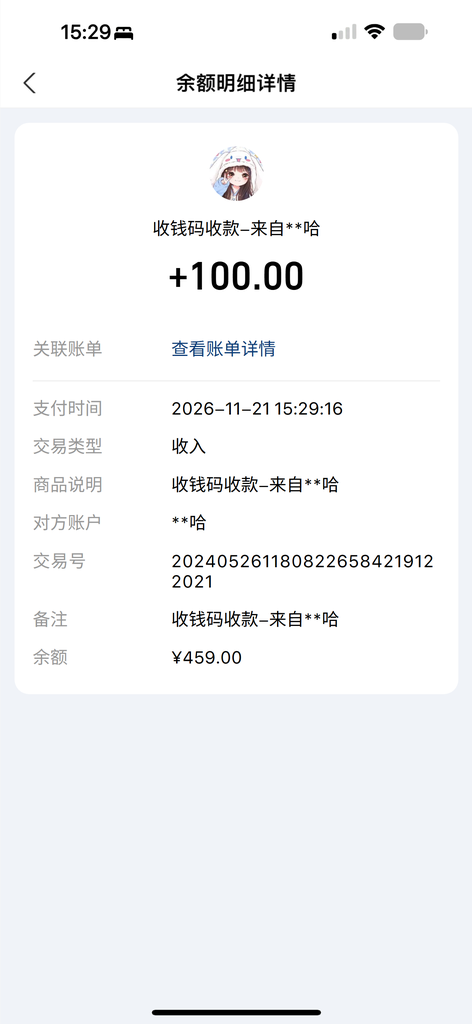 15:29
余额明细详情
收钱码收款-来自**哈
+100.00
关联账单 查看账单详情
支付时间 2026-11-21 15:29:16
交易类型 收入
商品说明 收钱码收款-来自**哈
对方账户 **哈
交易号 202405261180822658421912
2021
备注 收钱码收款-来自**哈
余额 ¥459.00